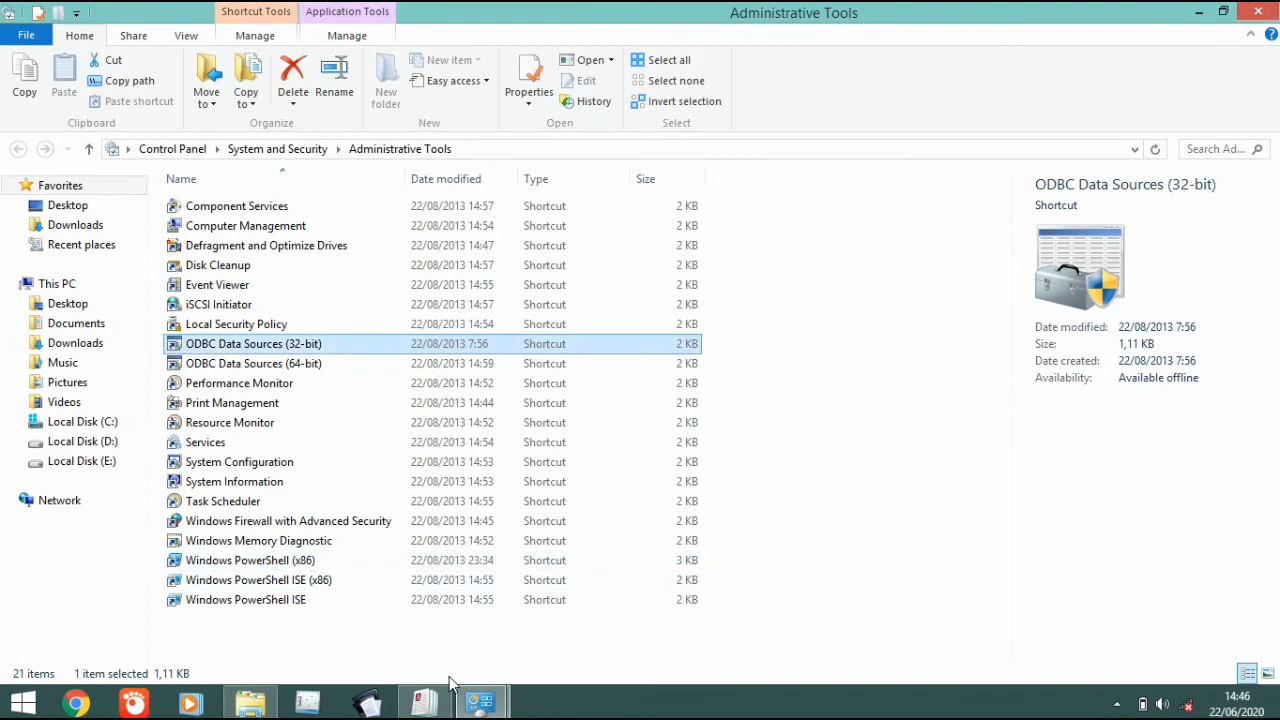 Shortcut Tools
Application Tools
Administrative Tools
File
Home
Share
View
Manage
Manage
Copy
Paste
Cut
Copy path
Paste shortcut
Clipboard
Move to
Copy to
Delete
Rename
Organize
New folder
New item
Easy access
New
Properties
Open
Edit
History
Open
Select all
Select none
Invert selection
Select
Control Panel
System and Security
Administrative Tools
Search Ad...
Favorites
Desktop
Downloads
Recent places
This PC
Desktop
Documents
Downloads
Music
Pictures
Videos
Local Disk (C:)
Local Disk (D:)
Local Disk (E:)
Network
Name Date modified Type Size
Component Services 22/08/2013 14:57 Shortcut 2 KB
Computer Management 22/08/2013 14:54 Shortcut 2 KB
Defragment and Optimize Drives 22/08/2013 14:47 Shortcut 2 KB
Disk Cleanup 22/08/2013 14:57 Shortcut 2 KB
Event Viewer 22/08/2013 14:55 Shortcut 2 KB
iSCSI Initiator 22/08/2013 14:57 Shortcut 2 KB
Local Security Policy 22/08/2013 14:54 Shortcut 2 KB
ODBC Data Sources (32-bit) 22/08/2013 7:56 Shortcut 2 KB
ODBC Data Sources (64-bit) 22/08/2013 14:59 Shortcut 2 KB
Performance Monitor 22/08/2013 14:52 Shortcut 2 KB
Print Management 22/08/2013 14:44 Shortcut 2 KB
Resource Monitor 22/08/2013 14:52 Shortcut 2 KB
Services 22/08/2013 14:54 Shortcut 2 KB
System Configuration 22/08/2013 14:53 Shortcut 2 KB
System Information 22/08/2013 14:53 Shortcut 2 KB
Task Scheduler 22/08/2013 14:55 Shortcut 2 KB
Windows Firewall with Advanced Security 22/08/2013 14:45 Shortcut 2 KB
Windows Memory Diagnostic 22/08/2013 14:52 Shortcut 2 KB
Windows PowerShell (x86) 22/08/2013 23:34 Shortcut 3 KB
Windows PowerShell ISE (x86) 22/08/2013 14:55 Shortcut 2 KB
Windows PowerShell ISE 22/08/2013 14:55 Shortcut 2 KB
ODBC Data Sources (32-bit)
Shortcut
Date modified: 22/08/2013 7:56
Size: 1,11 KB
Date created: 22/08/2013 7:56
Availability: Available offline
21 items 1 item selected 1,11 KB
14:46
22/06/2020